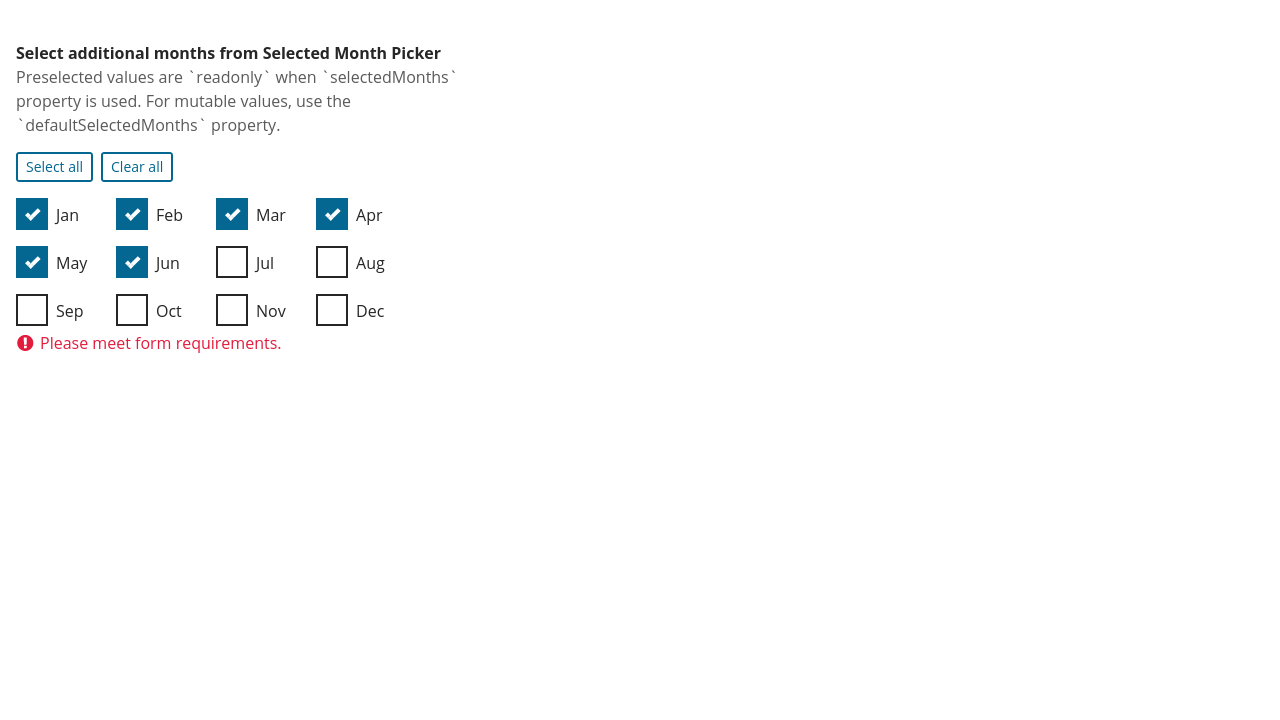 Select additional months from Selected Month Picker
Preselected values are `readonly` when `selectedMonths`
property is used. For mutable values, use the
`defaultSelectedMonths` property.
Select all Clear all
Jan Feb Mar Apr
May Jun Jul Aug
Sep Oct Nov Dec
Please meet form requirements.